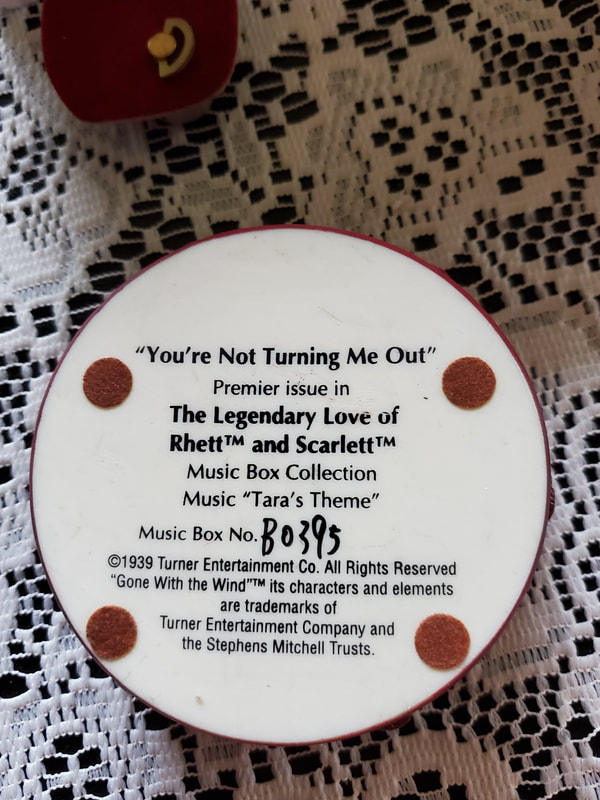 "You're Not Turning Me Out"
Premier issue in
The Legendary Love of
Rhett™ and Scarlett™
Music Box Collection
Music "Tara's Theme"
Music Box No. B0395
©1939 Turner Entertainment Co. All Rights Reserved
"Gone With the Wind"™ its characters and elements
are trademarks of
Turner Entertainment Company and
the Stephens Mitchell Trusts.